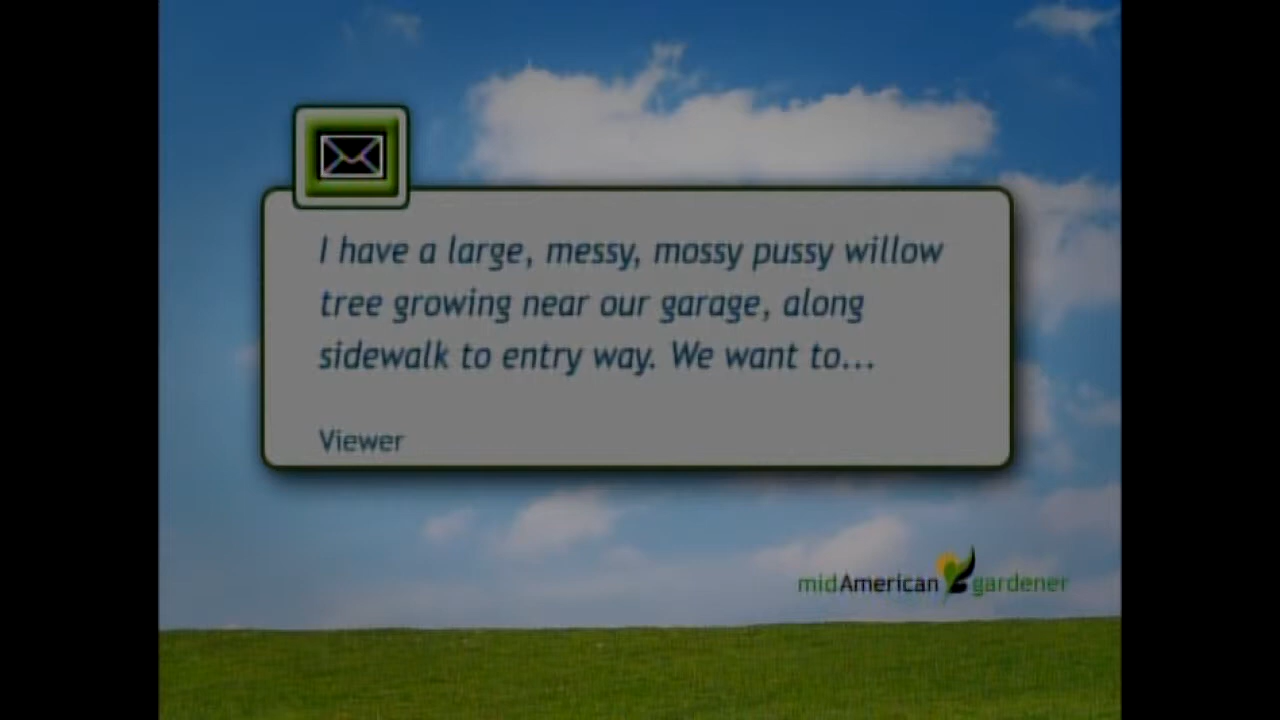 I have a large, messy, mossy pussy willow
tree growing near our garage, along
sidewalk to entry way. We want to...
Viewer
midAmerican gardener